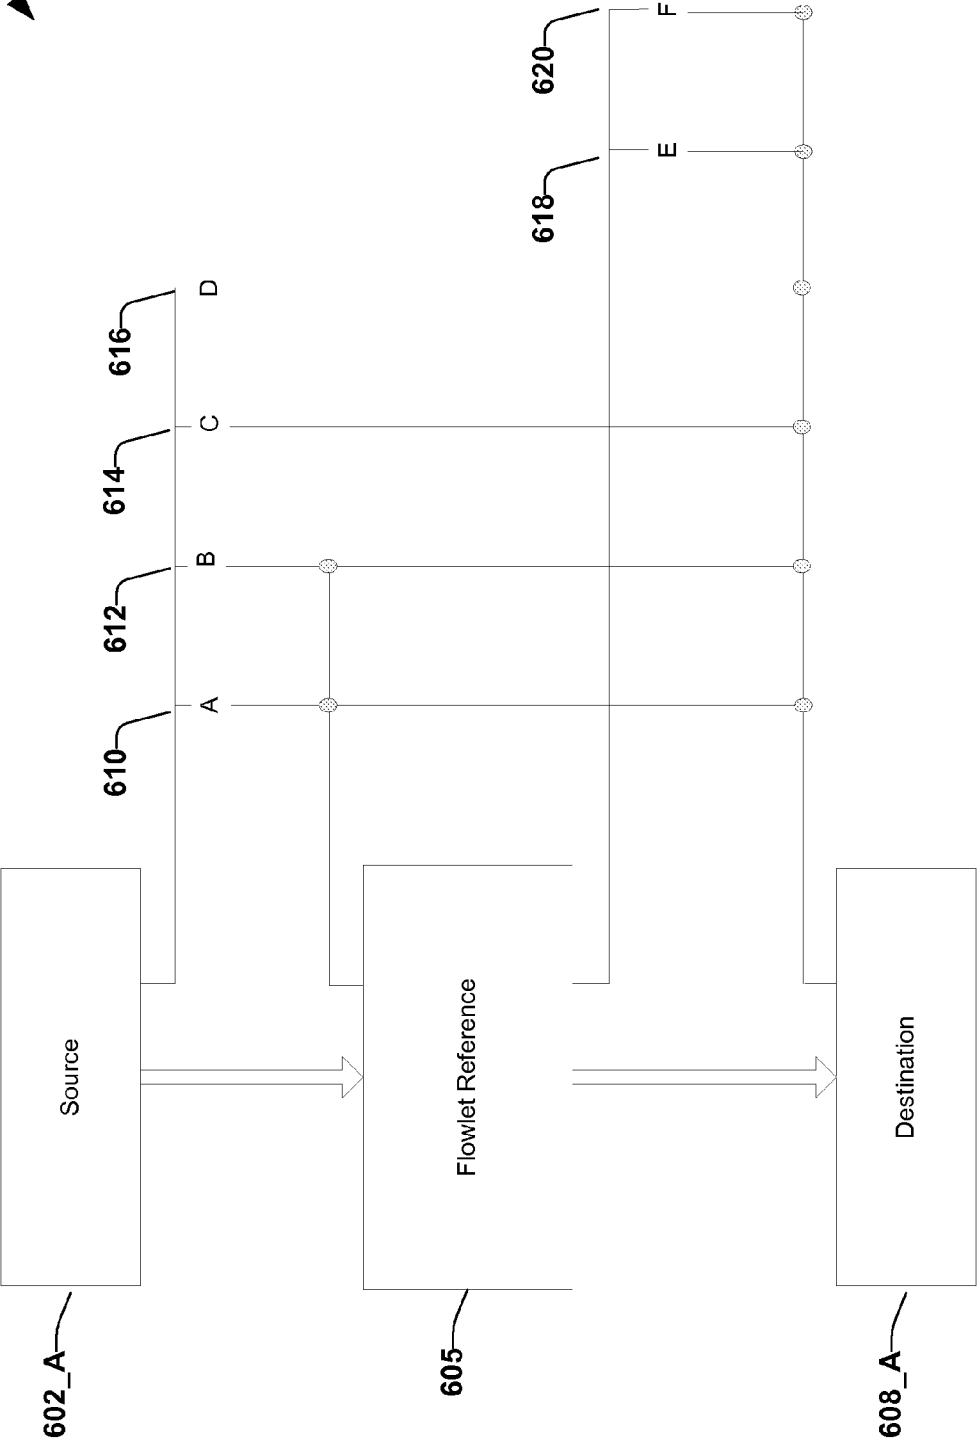 602_A
Source
610
A
612
B
614
C
616
D
605
Flowlet Reference
618
E
620
F
608_A
Destination